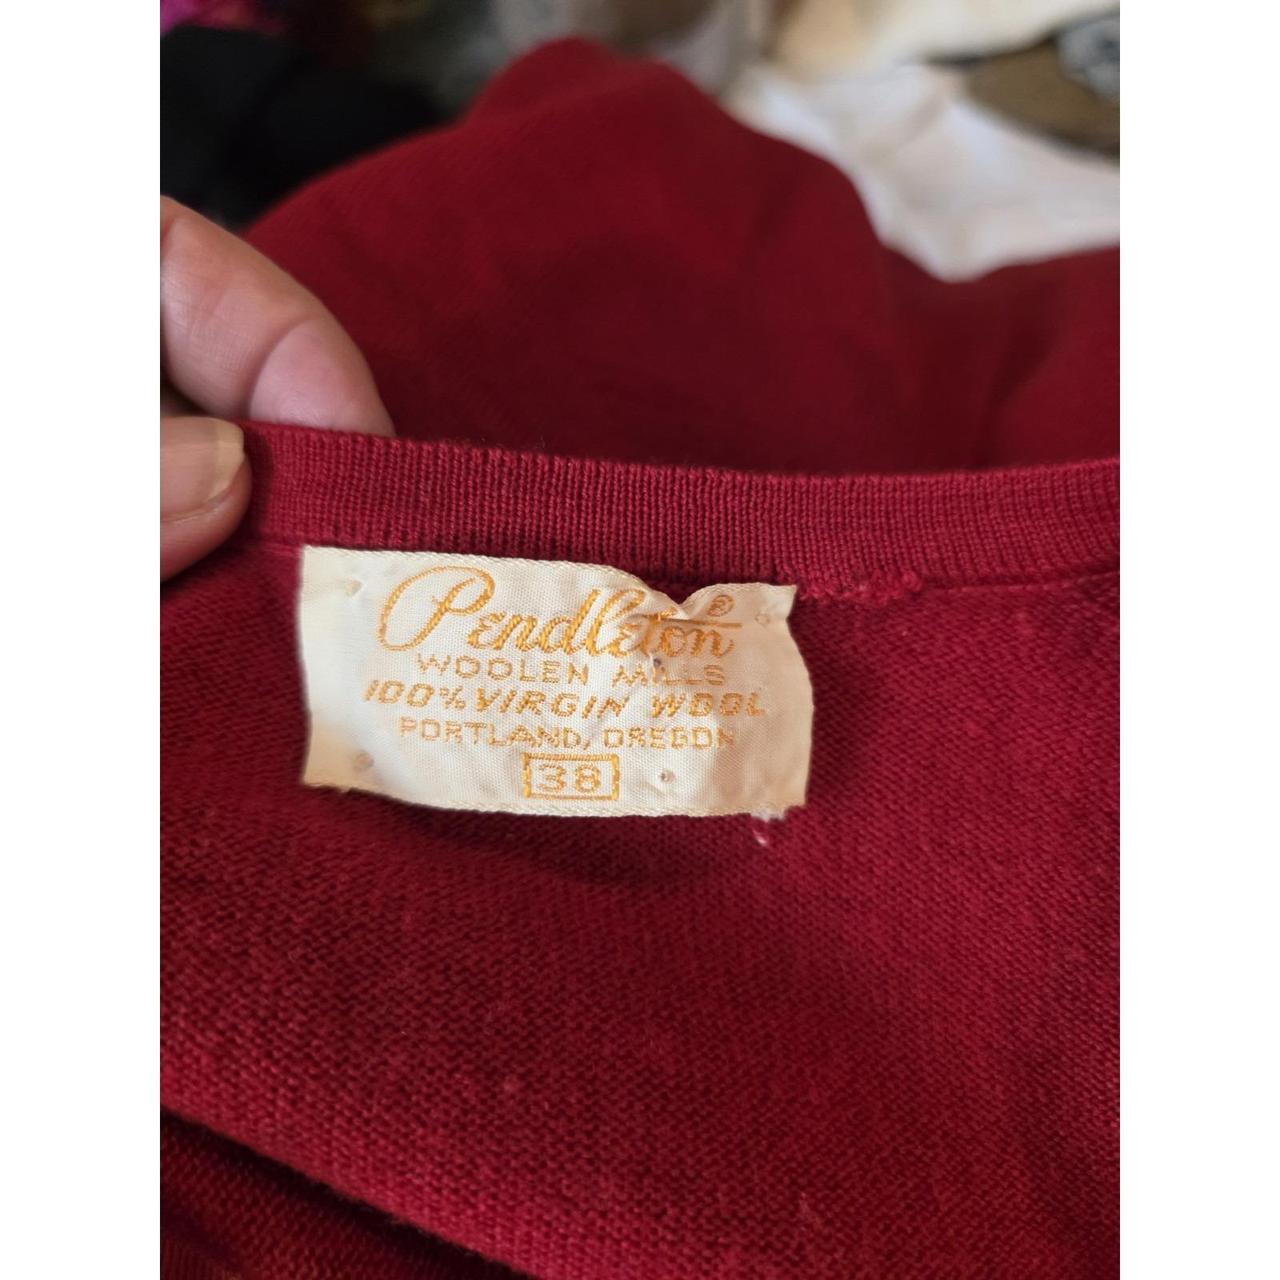 Pendleton®
WOOLEN MILLS
100% VIRGIN WOOL
PORTLAND, OREGON
38